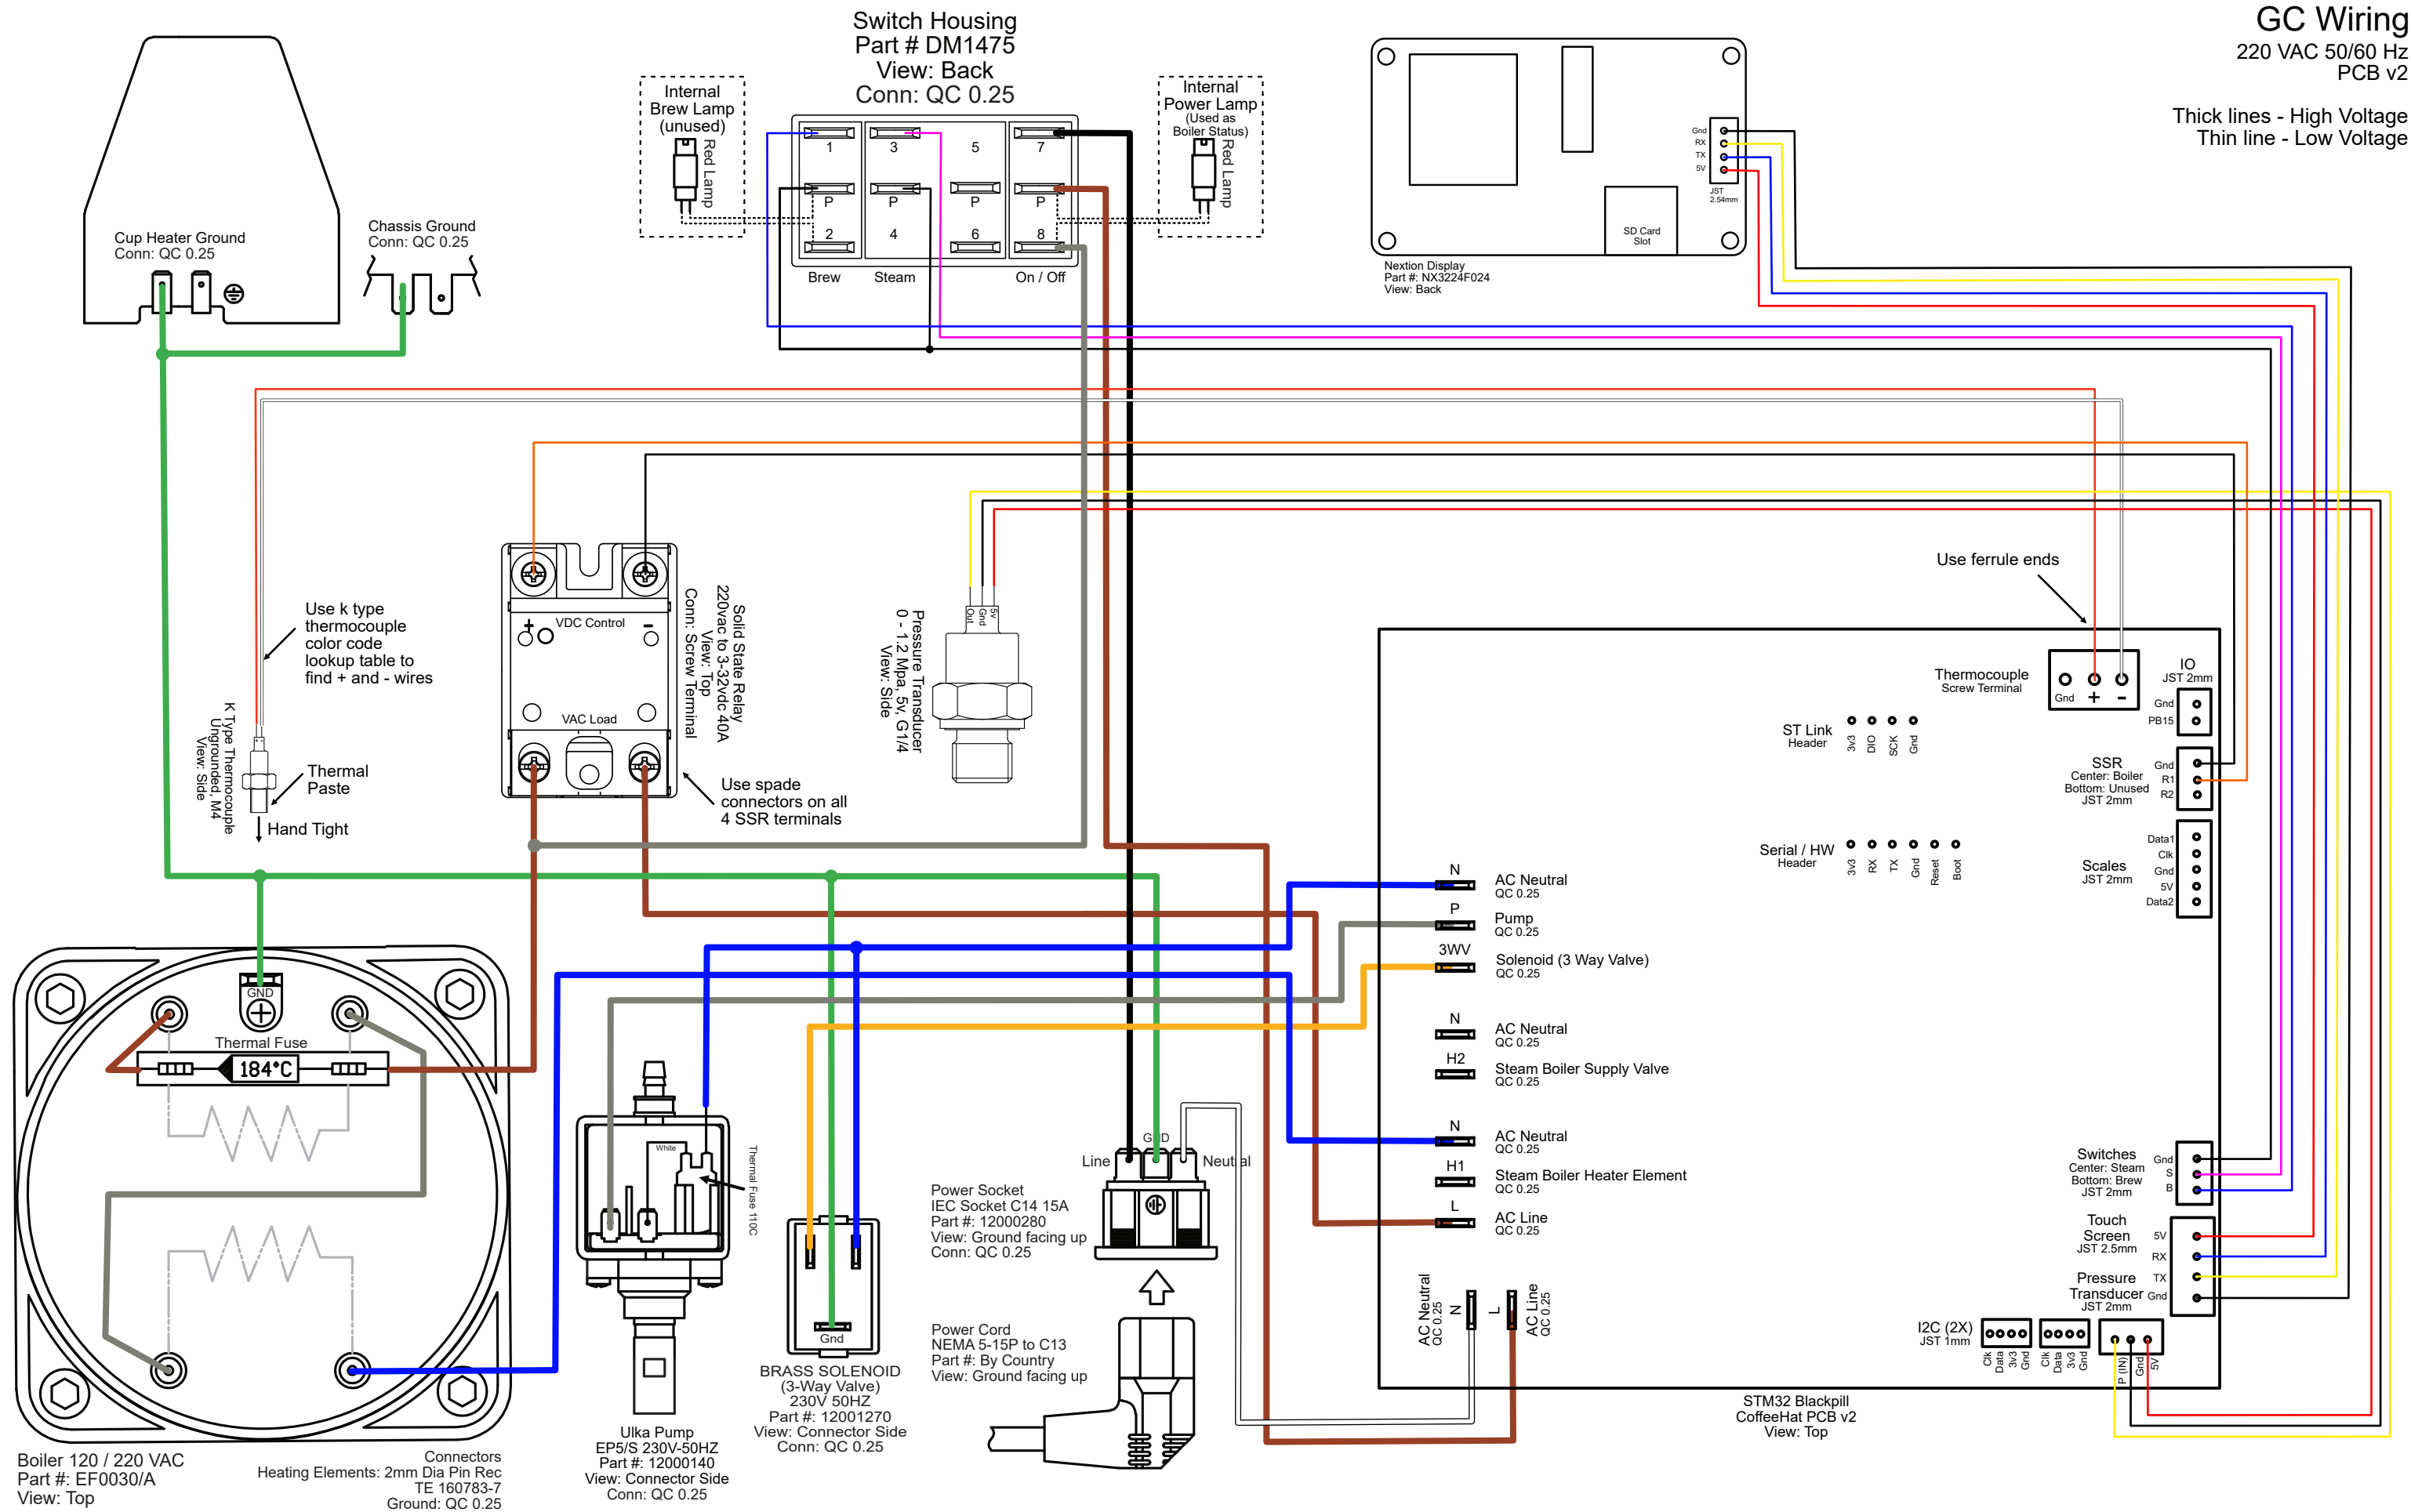 GC Wiring
220 VAC 50/60 Hz
PCB v2
Thick lines - High Voltage
Thin line - Low Voltage
Switch Housing
Part # DM1475
View: Back
Conn: QC 0.25
Internal
Brew Lamp
(unused)
Red Lamp
Internal
Power Lamp
(Used as
Boiler Status)
Red Lamp
1
3
5
7
P
P
P
P
2
4
6
8
Brew
Steam
On / Off
Gnd
RX
TX
5V
JST
2.54mm
SD Card
Slot
Nextion Display
Part #: NX3224F024
View: Back
Cup Heater Ground
Conn: QC 0.25
Chassis Ground
Conn: QC 0.25
Use k type
thermocouple
color code
lookup table to
find + and - wires
K Type Thermocouple
Ungrounded, M4
View: Side
Thermal
Paste
Hand Tight
+
VDC Control
-
VAC Load
Solid State Relay
220vac to 3-32vdc 40A
View: Top
Conn: Screw Terminal
Use spade
connectors on all
4 SSR terminals
Out
Gnd
5v
Pressure Transducer
0 - 1.2 Mpa, 5v, G1/4
View: Side
Use ferrule ends
Thermocouple
Screw Terminal
Gnd
+
-
IO
JST 2mm
Gnd
PB15
ST Link
Header
3v3
DIO
SCK
Gnd
SSR
Center: Boiler
Bottom: Unused
JST 2mm
Gnd
R1
R2
Serial / HW
Header
3v3
RX
TX
Gnd
Reset
Boot
Scales
JST 2mm
Data1
Clk
Gnd
5V
Data2
N
AC Neutral
QC 0.25
P
Pump
QC 0.25
3WV
Solenoid (3 Way Valve)
QC 0.25
N
AC Neutral
QC 0.25
H2
Steam Boiler Supply Valve
QC 0.25
N
AC Neutral
QC 0.25
H1
Steam Boiler Heater Element
QC 0.25
L
AC Line
QC 0.25
AC Neutral
QC 0.25
N
L
AC Line
QC 0.25
Switches
Center: Steam
Bottom: Brew
JST 2mm
Gnd
S
B
Touch
Screen
JST 2.5mm
5V
RX
TX
Gnd
Pressure
Transducer
JST 2mm
I2C (2X)
JST 1mm
Clk
Data
3v3
Gnd
Clk
Data
3v3
Gnd
P (IN)
Gnd
5V
STM32 Blackpill
CoffeeHat PCB v2
View: Top
GND
Thermal Fuse
184°C
Boiler 120 / 220 VAC
Part #: EF0030/A
View: Top
Connectors
Heating Elements: 2mm Dia Pin Rec
TE 160783-7
Ground: QC 0.25
White
Thermal Fuse 110C
Ulka Pump
EP5/S 230V-50HZ
Part #: 12000140
View: Connector Side
Conn: QC 0.25
Gnd
BRASS SOLENOID
(3-Way Valve)
230V 50HZ
Part #: 12001270
View: Connector Side
Conn: QC 0.25
Line
GND
Neutral
Power Socket
IEC Socket C14 15A
Part #: 12000280
View: Ground facing up
Conn: QC 0.25
Power Cord
NEMA 5-15P to C13
Part #: By Country
View: Ground facing up